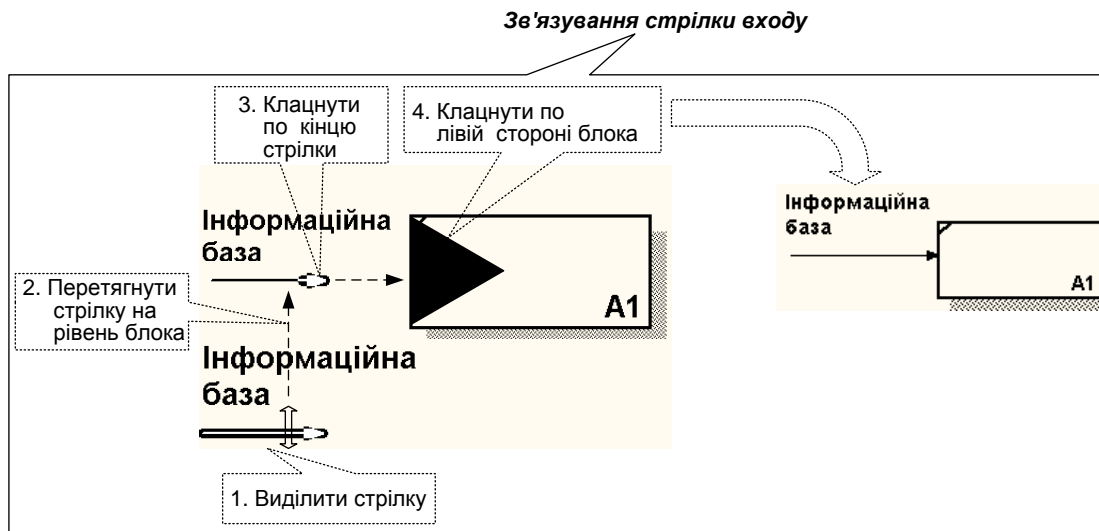 Зв'язування стрілки входу
3. Клацнути
по кінцю
стрілки
4. Клацнути по
лівій стороні блока
Інформаційна
база
A1
Інформаційна
база
A1
2. Перетягнути
стрілку на
рівень блока
Інформаційна
база
1. Виділити стрілку